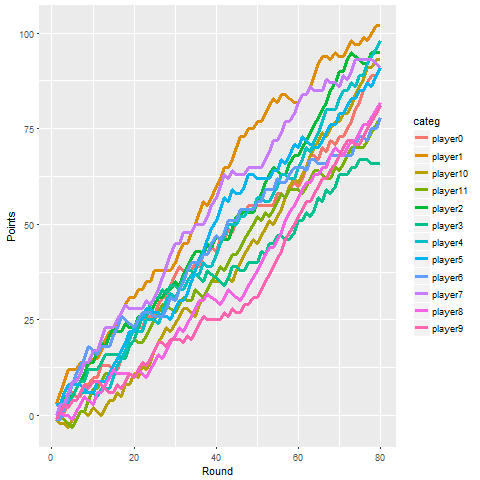 100
75
50
25
0
Points
0 20 40 60 80
Round
categ
player0
player1
player10
player11
player2
player3
player4
player5
player6
player7
player8
player9